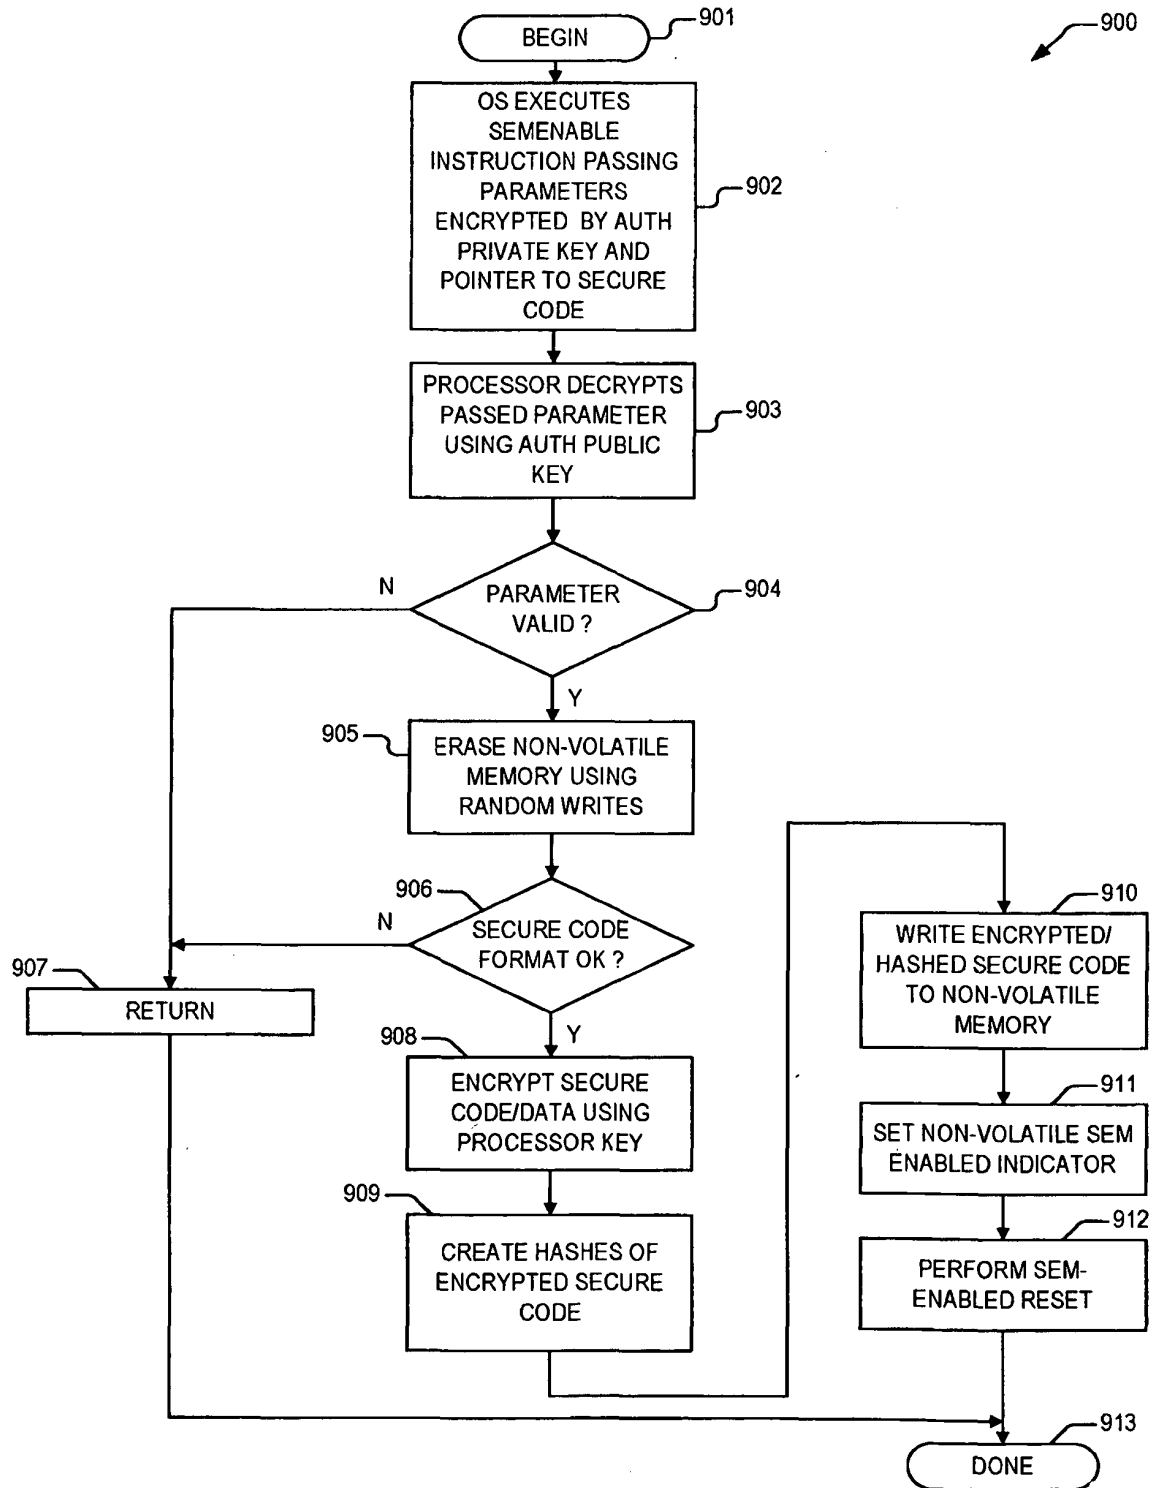 900
901
BEGIN
902
OS EXECUTES
SEMENABLE
INSTRUCTION PASSING
PARAMETERS
ENCRYPTED BY AUTH
PRIVATE KEY AND
POINTER TO SECURE
CODE
903
PROCESSOR DECRYPTS
PASSED PARAMETER
USING AUTH PUBLIC
KEY
904
PARAMETER
VALID ?
N
Y
905
ERASE NON-VOLATILE
MEMORY USING
RANDOM WRITES
906
SECURE CODE
FORMAT OK ?
N
Y
907
RETURN
908
ENCRYPT SECURE
CODE/DATA USING
PROCESSOR KEY
909
CREATE HASHES OF
ENCRYPTED SECURE
CODE
910
WRITE ENCRYPTED/
HASHED SECURE CODE
TO NON-VOLATILE
MEMORY
911
SET NON-VOLATILE SEM
ENABLED INDICATOR
912
PERFORM SEM-
ENABLED RESET
913
DONE